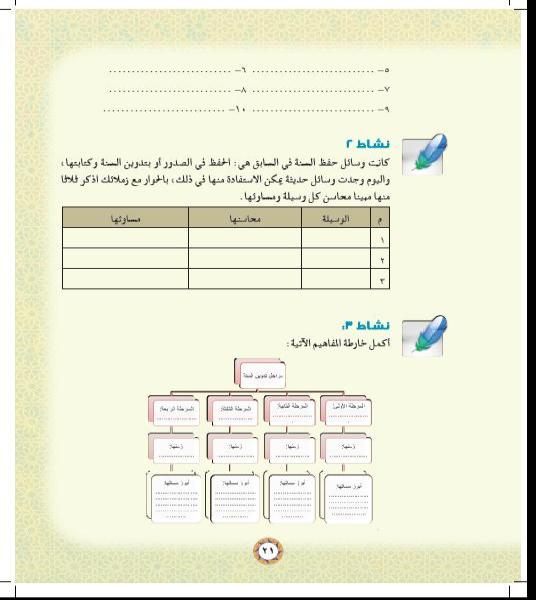 ٥- .......................... ٦- ..........................
٧- .......................... ٨- ..........................
٩- .......................... ١٠- ..........................
نشاط ٢
كانت وسائل حفظ السنة في السابق هي : الحفظ في الصدور أو بتدوين السنة وكتابتها ،
واليوم وجدت وسائل حديثة يمكن الاستفادة منها في ذلك ، بالحوار مع زملائك اذكر ثلاثا
منها مبينا محاسن كل وسيلة ومساوئها .
م الوسيلة محاسنها مساوئها
١
٢
٣
نشاط ٣:
أكمل خارطة المفاهيم الآتية :
مراحل تدوين السنة
المرحلة الأولى: المرحلة الثانية: المرحلة الثالثة: المرحلة الرابعة:
زمنها: زمنها: زمنها: زمنها:
أبرز سماتها: أبرز سماتها: أبرز سماتها: أبرز سماتها:
٢١